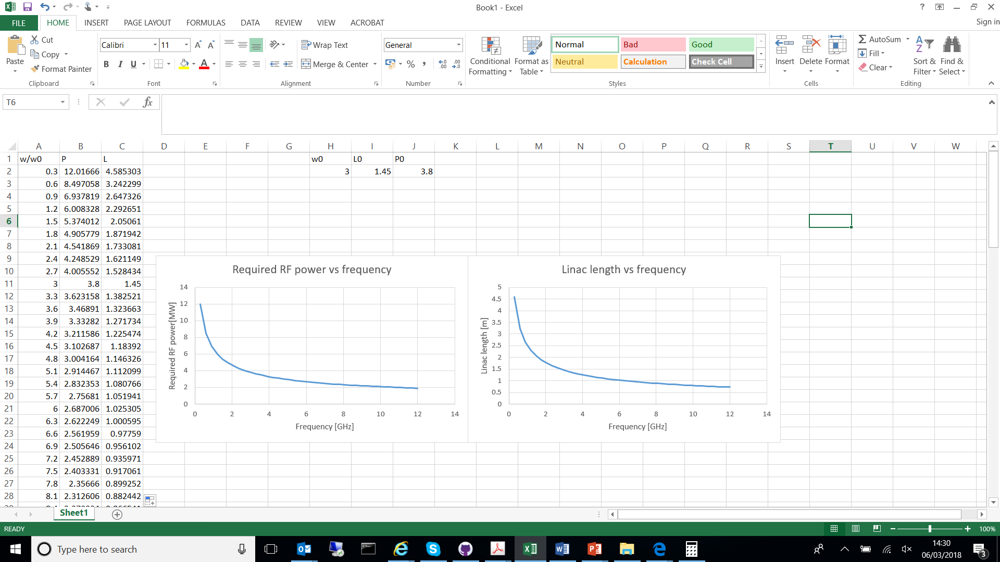 Book1 - Excel
FILE HOME INSERT PAGE LAYOUT FORMULAS DATA REVIEW VIEW ACROBAT Sign in
Paste
Cut
Copy
Format Painter
Clipboard
Calibri 11
B I U
Font
Wrap Text
Merge & Center
Alignment
General
%
Number
Conditional Formatting
Format as Table
Normal Bad Good
Neutral Calculation Check Cell
Styles
Insert Delete Format
Cells
AutoSum
Fill
Clear
Sort & Filter
Find & Select
Editing
T6 fx
A B C D E F G H I J K L M N O P Q R S T U V W
1 w/w0 P L w0 L0 P0
2 0.3 12.01666 4.585303 3 1.45 3.8
3 0.6 8.497058 3.242299
4 0.9 6.937819 2.647326
5 1.2 6.008328 2.292651
6 1.5 5.374012 2.05061
7 1.8 4.905779 1.871942
8 2.1 4.541869 1.733081
9 2.4 4.248529 1.621149
10 2.7 4.005552 1.528434
11 3 3.8 1.45
12 3.3 3.623158 1.382521
13 3.6 3.46891 1.323663
14 3.9 3.33282 1.271734
15 4.2 3.211586 1.225474
16 4.5 3.102687 1.18392
17 4.8 3.004164 1.146326
18 5.1 2.914467 1.112099
19 5.4 2.832353 1.080766
20 5.7 2.75681 1.051941
21 6 2.687006 1.025305
22 6.3 2.622249 1.000595
23 6.6 2.561959 0.97759
24 6.9 2.505646 0.956102
25 7.2 2.452889 0.935971
26 7.5 2.403331 0.917061
27 7.8 2.35666 0.899252
28 8.1 2.312606 0.882442
Required RF power vs frequency
Required RF power[MW]
14
12
10
8
6
4
2
0
0 2 4 6 8 10 12 14
Frequency [GHz]
Linac length vs frequency
Linac length [m]
5
4.5
4
3.5
3
2.5
2
1.5
1
0.5
0
0 2 4 6 8 10 12 14
Frequency [GHz]
Sheet1
READY 100%
Type here to search
14:30
06/03/2018
3